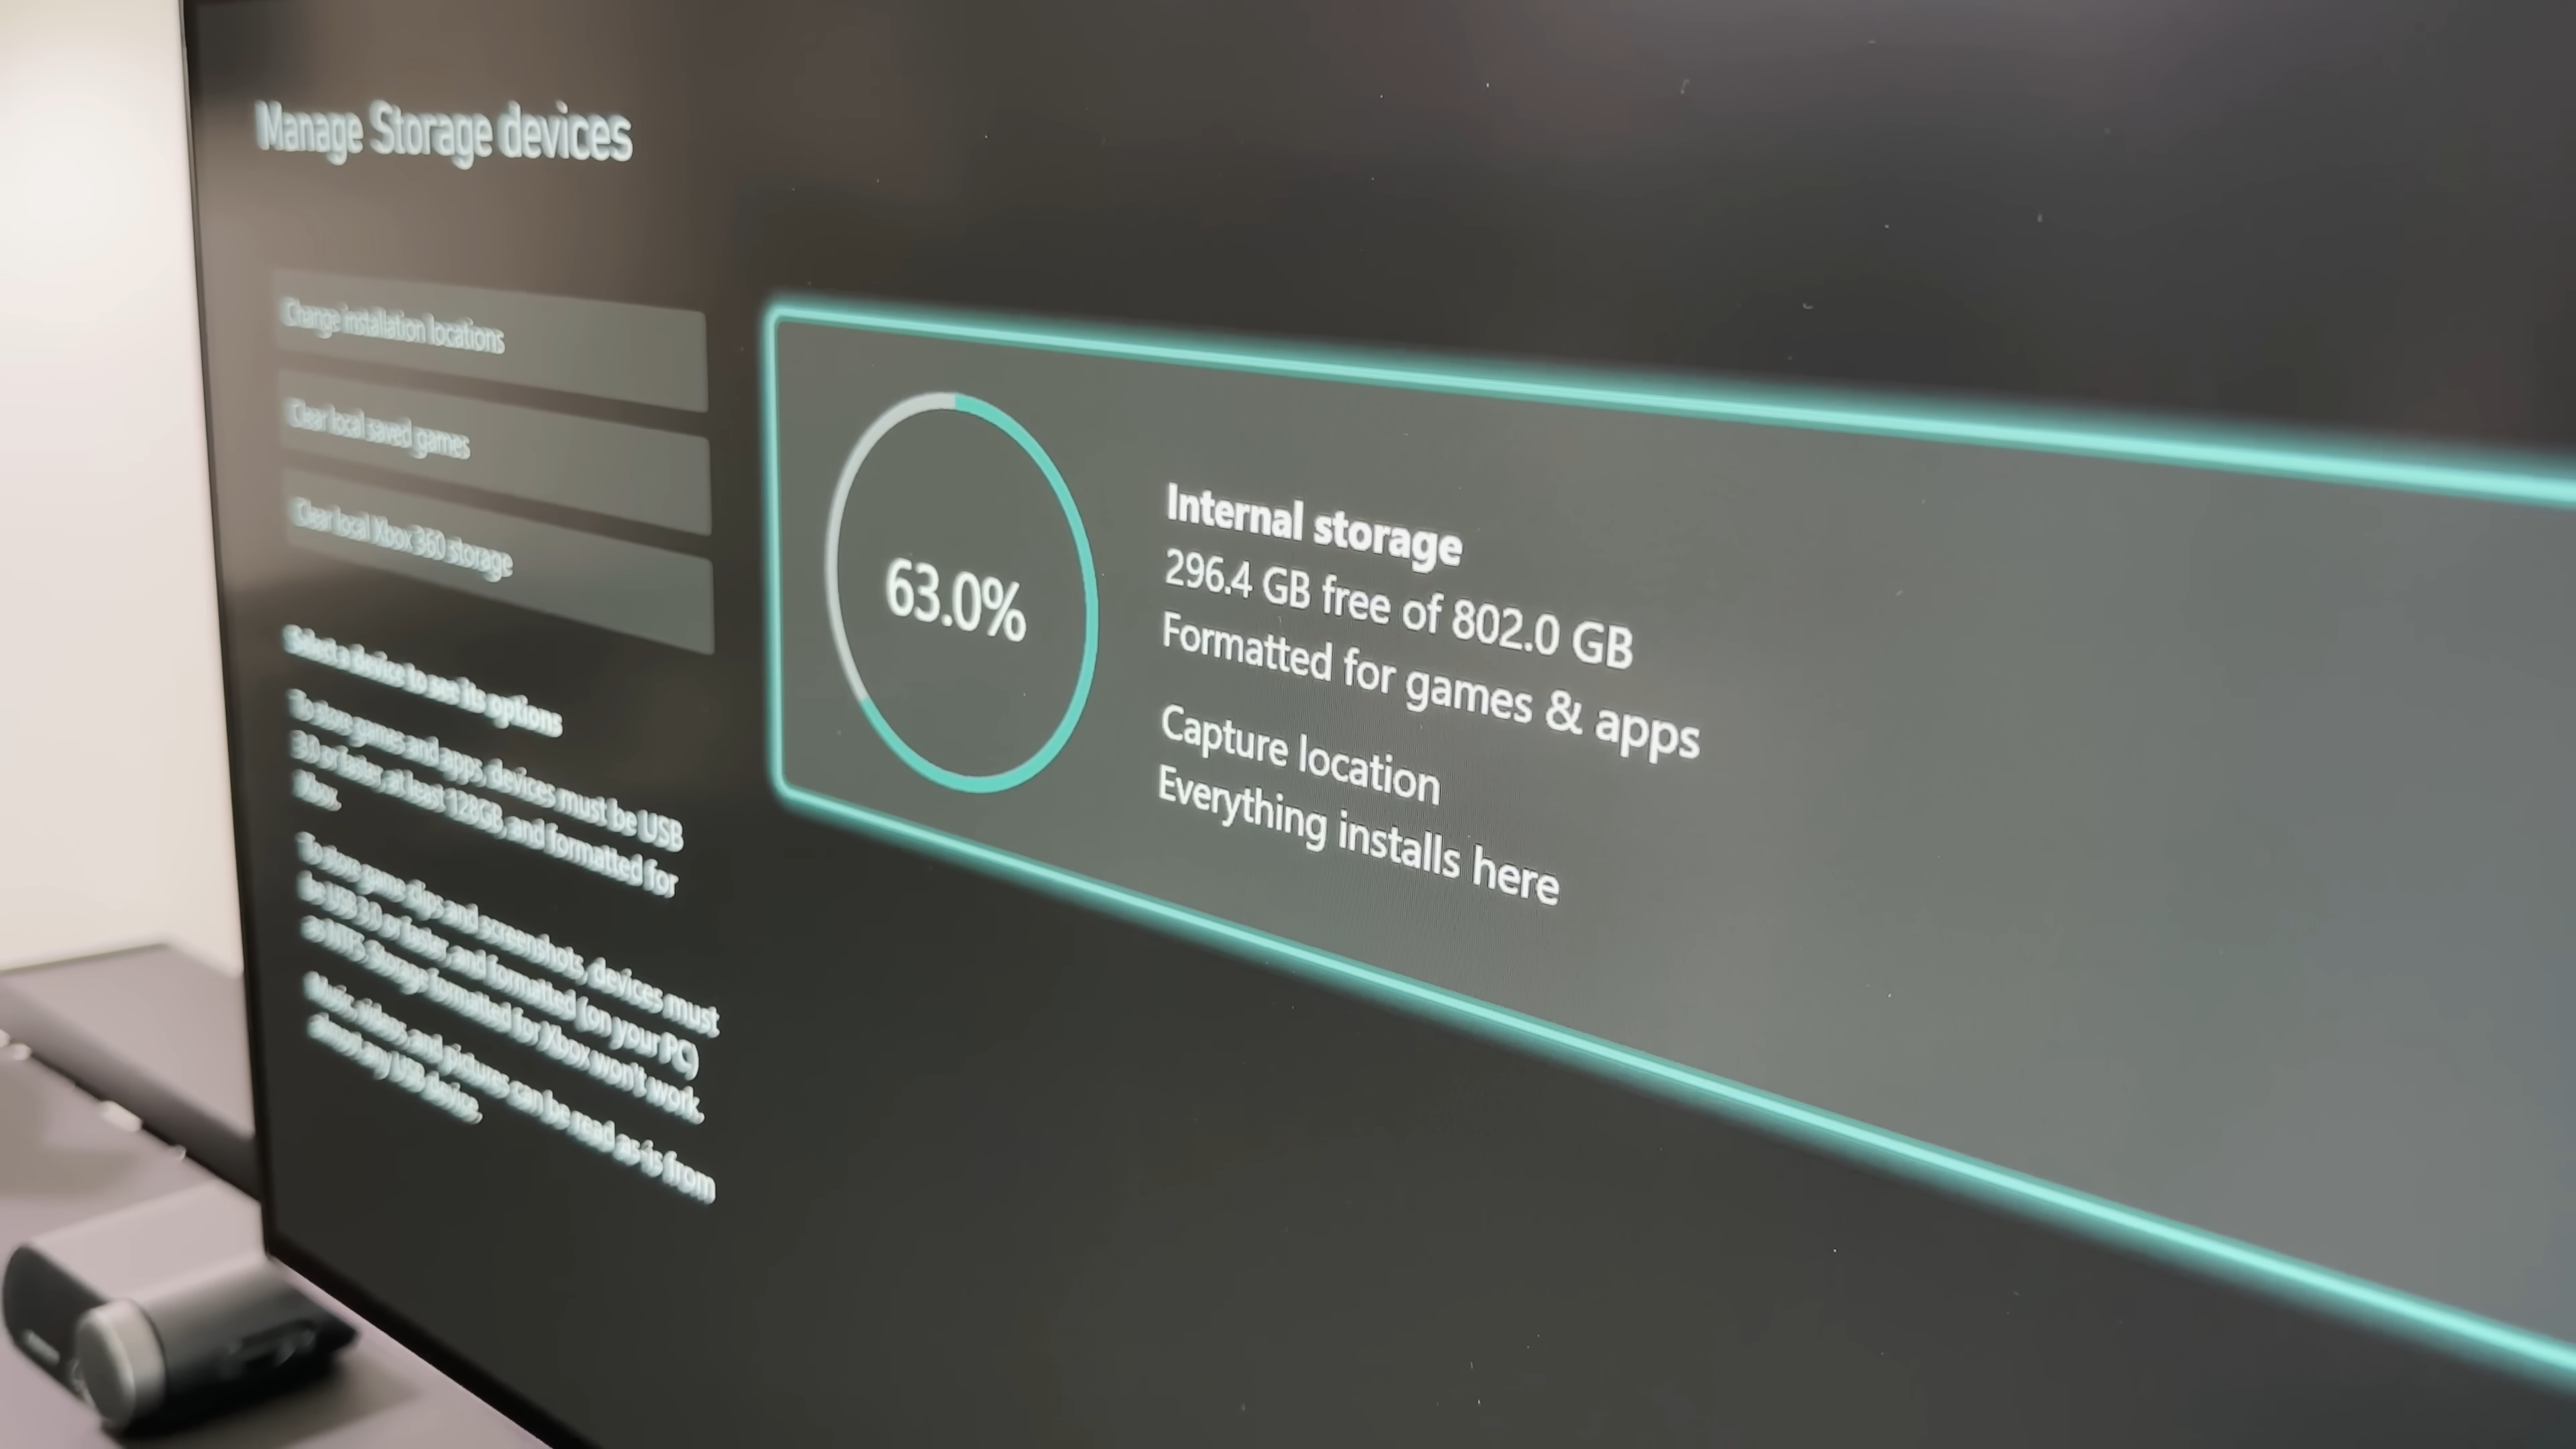 Manage Storage devices
Change installation locations
Clear local saved games
Clear local Xbox 360 storage
Select a device to see its options
To store games and apps, devices must be USB
3.0 or faster, at least 128GB, and formatted for
Xbox.
To store game clips and screenshots, devices must
be USB 3.0 or faster, and formatted (on your PC)
as NTFS. Storage formatted for Xbox won't work.
Music, videos, and pictures can be read as-is from
almost any USB device.
63.0%
Internal storage
296.4 GB free of 802.0 GB
Formatted for games & apps
Capture location
Everything installs here